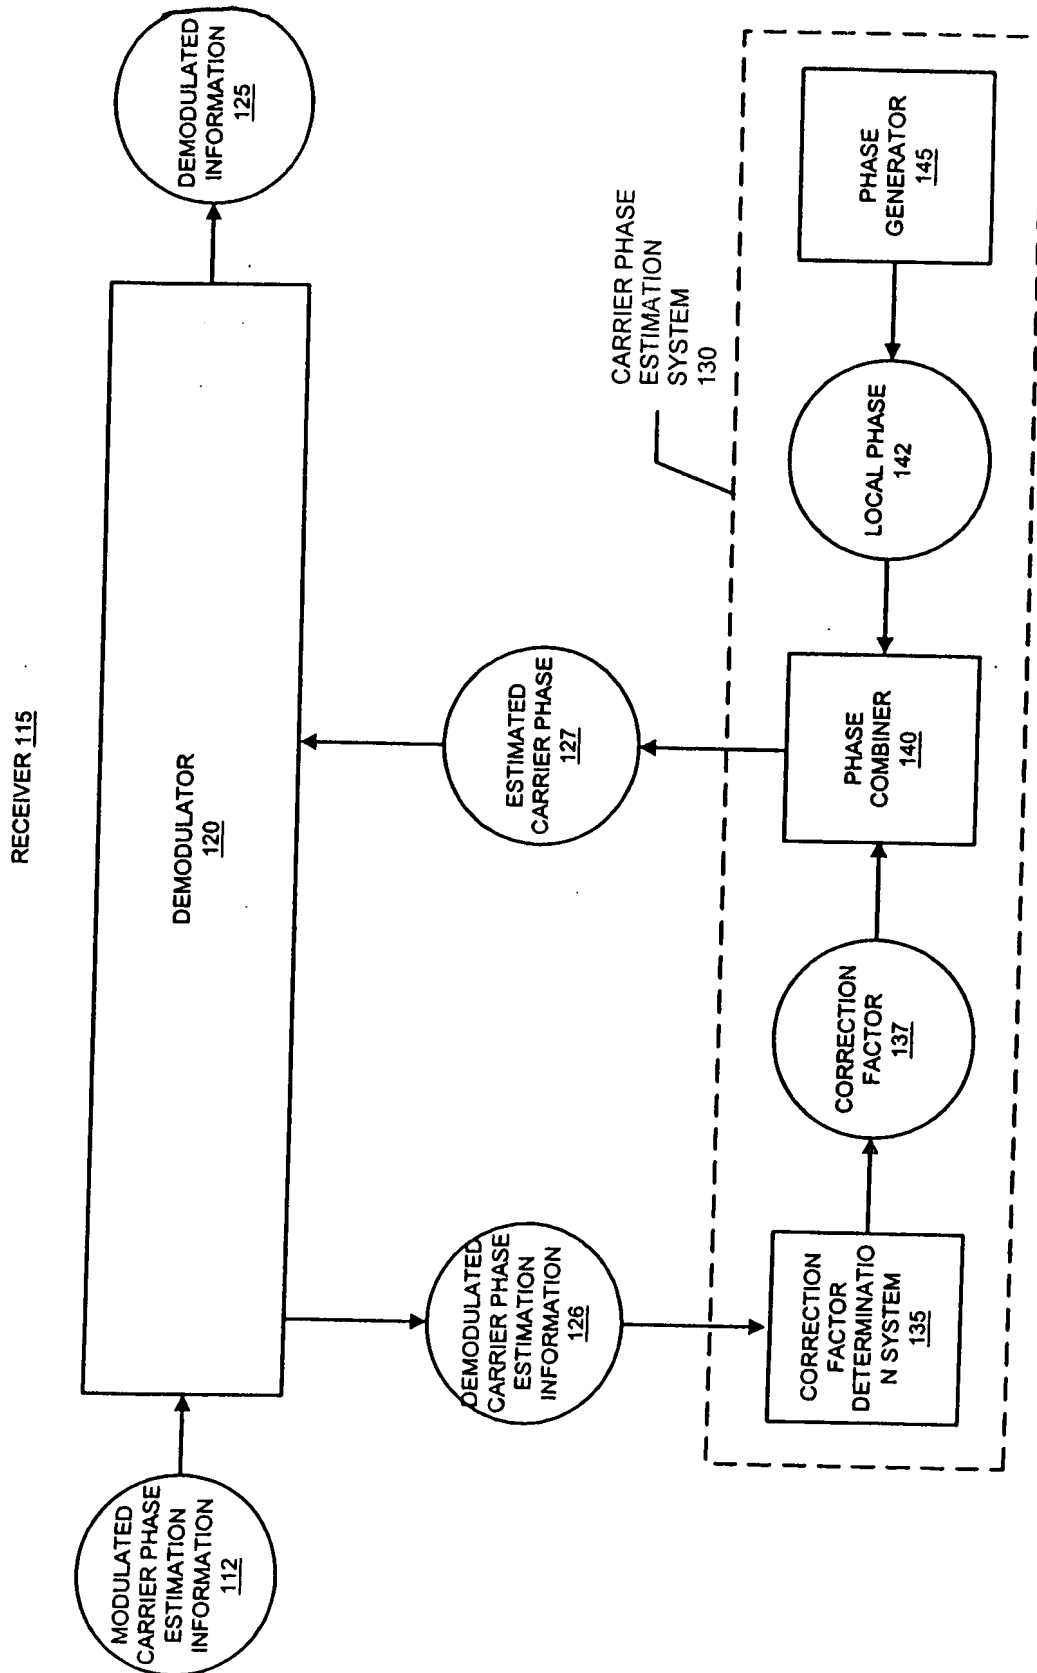 RECEIVER 115
MODULATED
CARRIER PHASE
ESTIMATION
INFORMATION
112
DEMODULATOR
120
DEMODULATED
INFORMATION
125
DEMODULATED
CARRIER PHASE
ESTIMATION
INFORMATION
126
ESTIMATED
CARRIER PHASE
127
CARRIER PHASE
ESTIMATION
SYSTEM
130
CORRECTION
FACTOR
DETERMINATIO
N SYSTEM
135
CORRECTION
FACTOR
137
PHASE
COMBINER
140
LOCAL PHASE
142
PHASE
GENERATOR
145